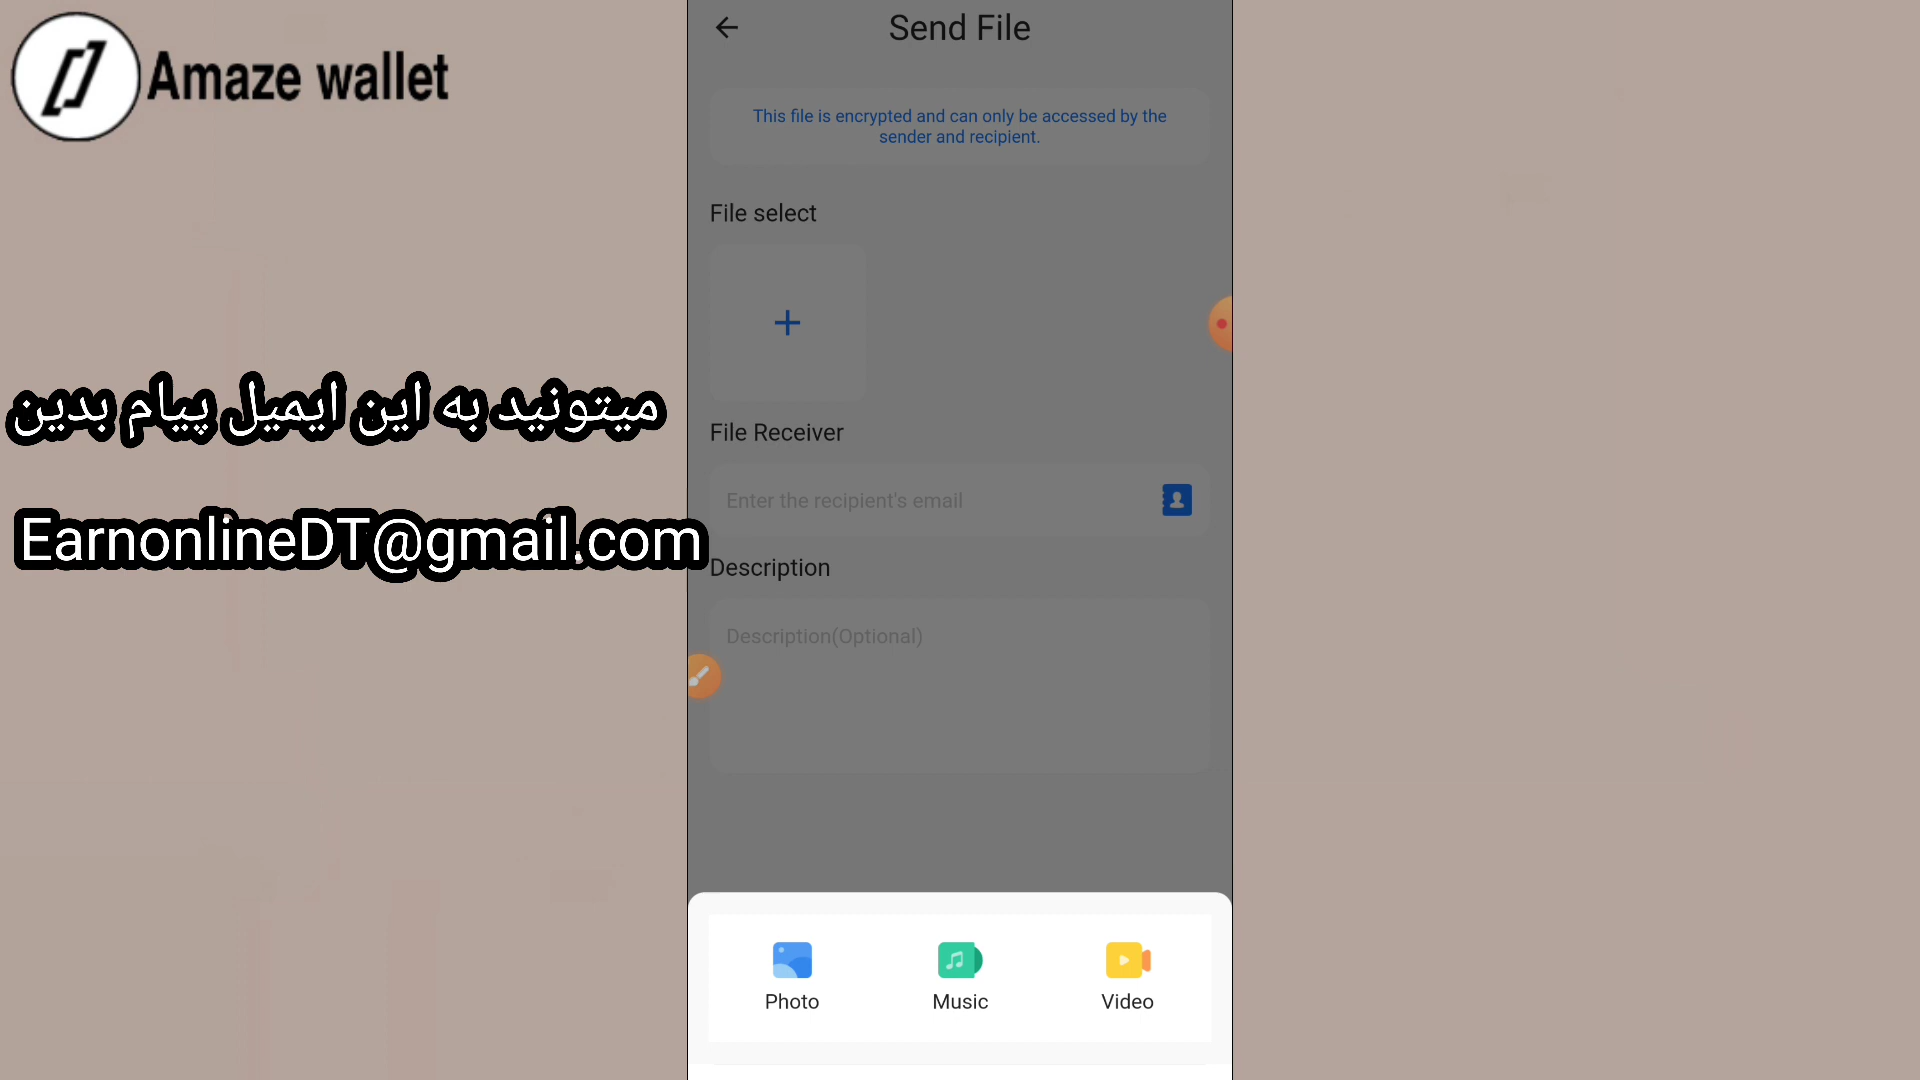 Amaze wallet
میتونید به این ایمیل پیام بدین
EarnonlineDT@gmail.com
Send File
This file is encrypted and can only be accessed by the
sender and recipient.
File select
File Receiver
Enter the recipient's email
Description
Description(Optional)
Photo
Music
Video